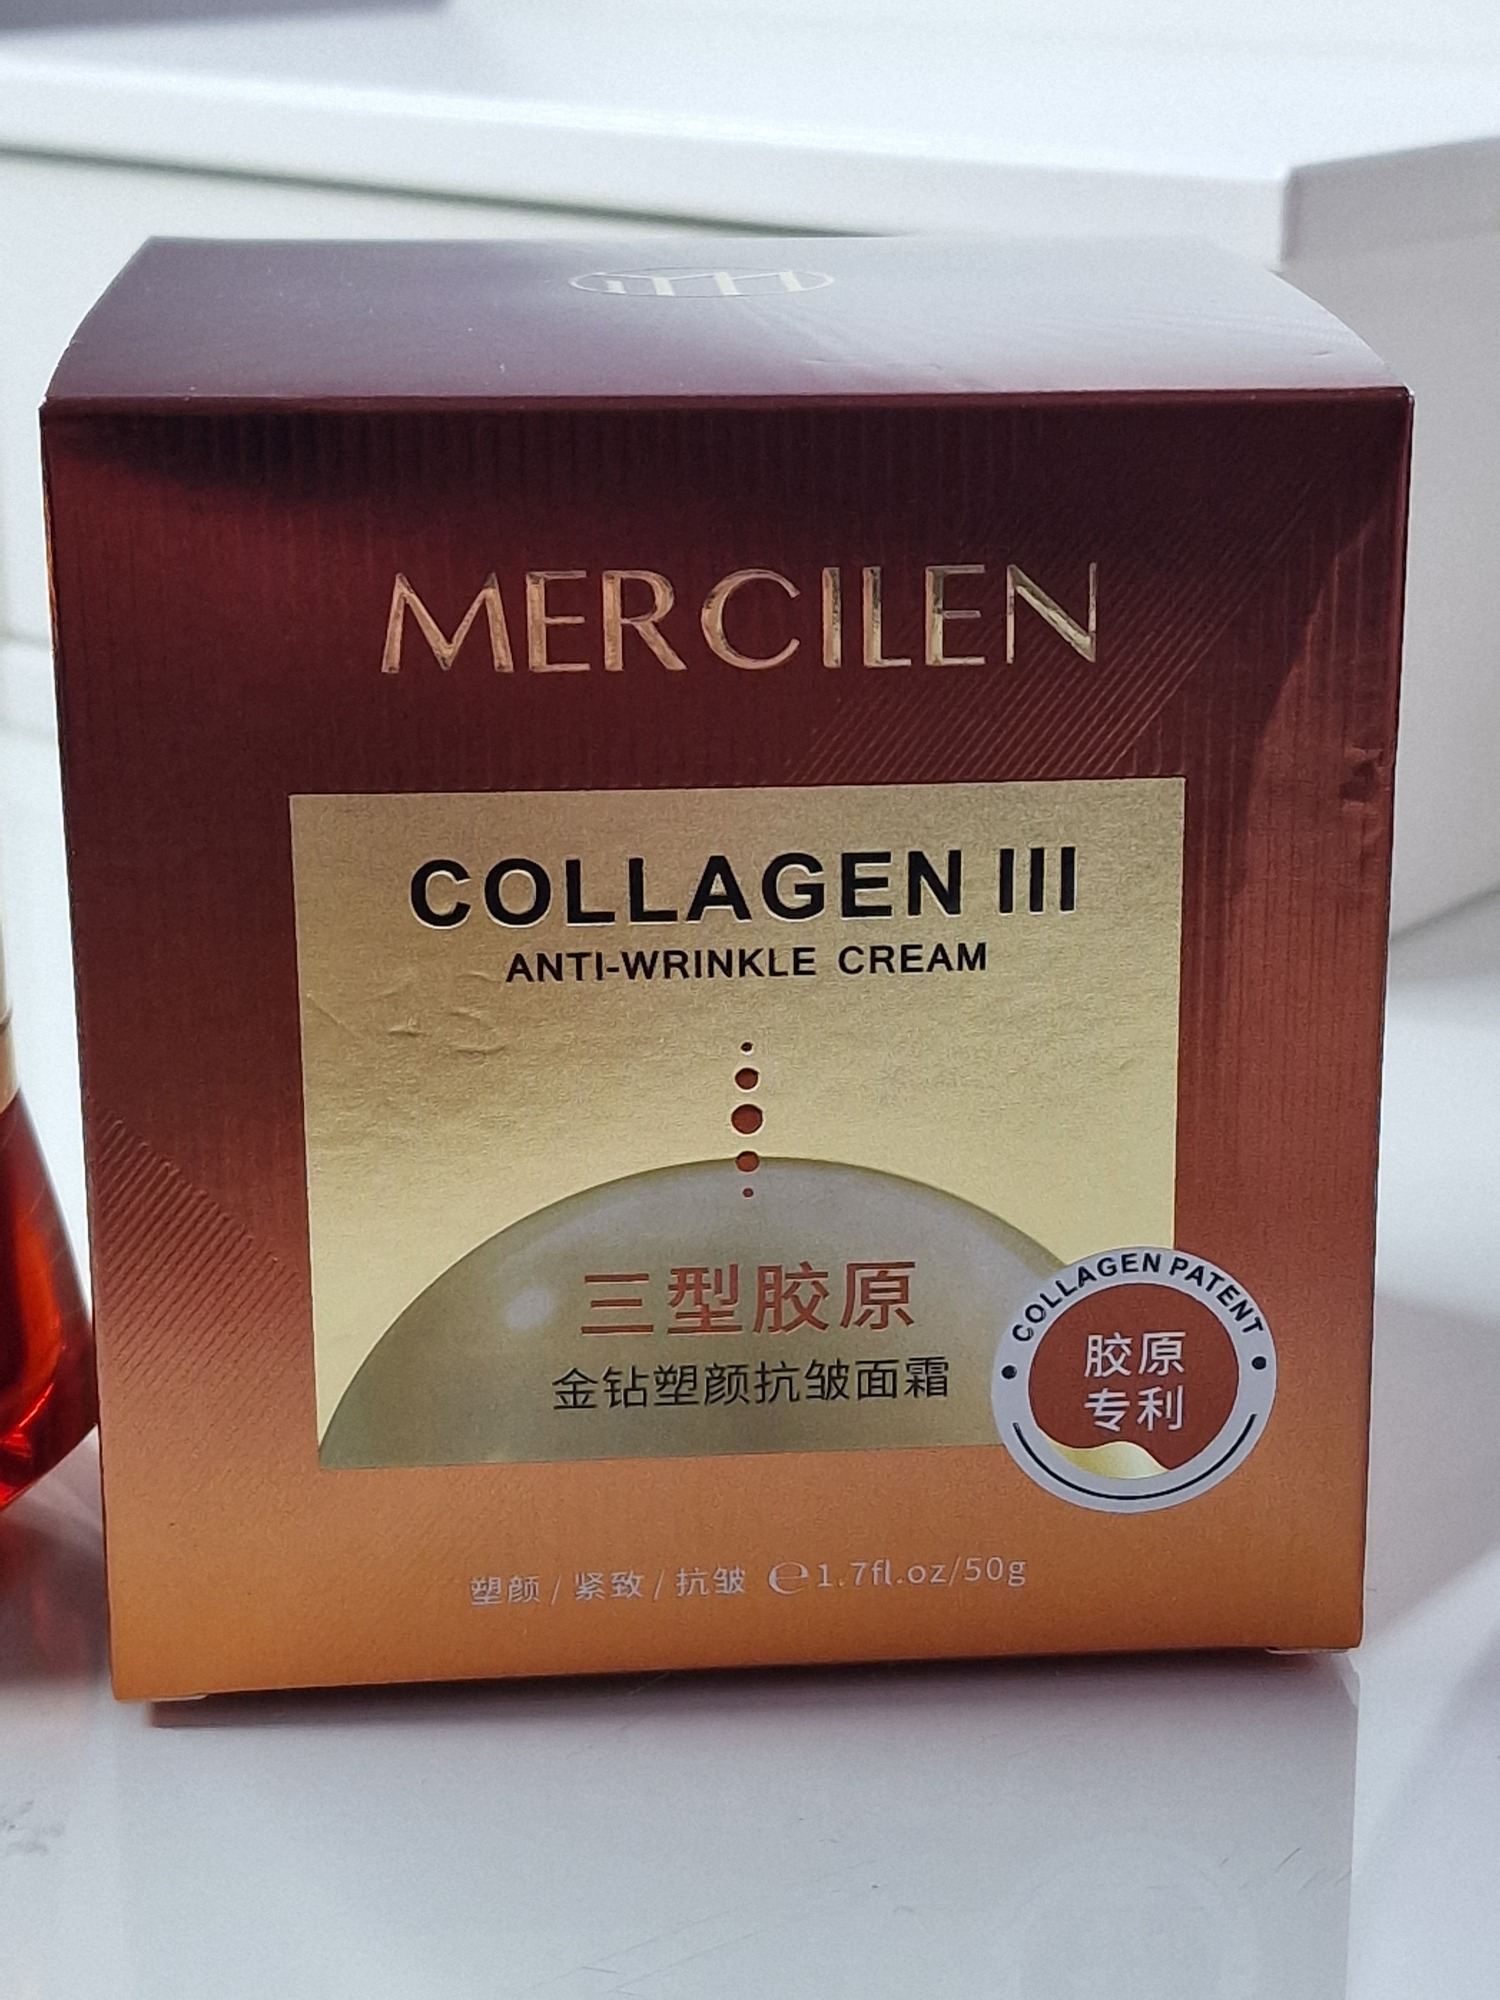 MERCILEN
COLLAGEN III
ANTI-WRINKLE CREAM
三型胶原
金钻塑颜抗皱面霜
COLLAGEN PATENT
胶原
专利
塑颜 / 紧致 / 抗皱 ℮1.7fl.oz/50g